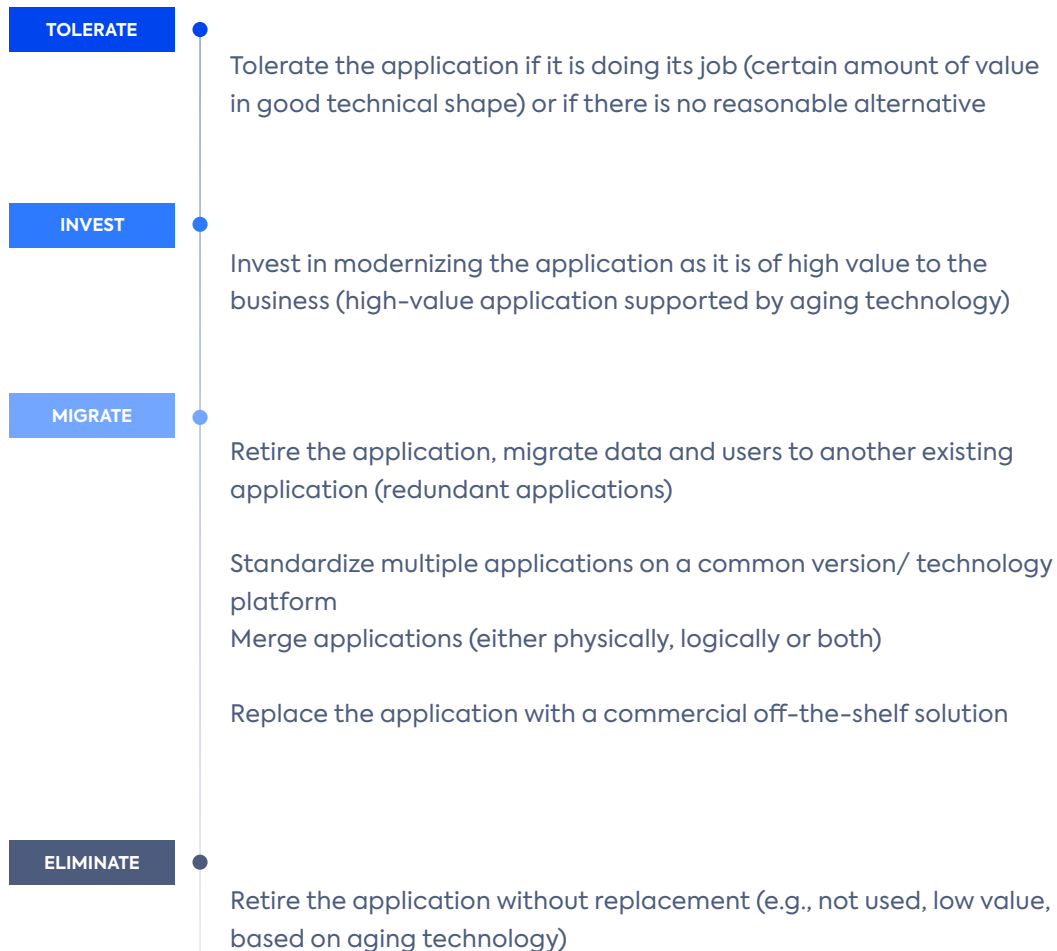 TOLERATE
Tolerate the application if it is doing its job (certain amount of value
in good technical shape) or if there is no reasonable alternative
INVEST
Invest in modernizing the application as it is of high value to the
business (high-value application supported by aging technology)
MIGRATE
Retire the application, migrate data and users to another existing
application (redundant applications)
Standardize multiple applications on a common version/ technology
platform
Merge applications (either physically, logically or both)
Replace the application with a commercial off-the-shelf solution
ELIMINATE
Retire the application without replacement (e.g., not used, low value,
based on aging technology)